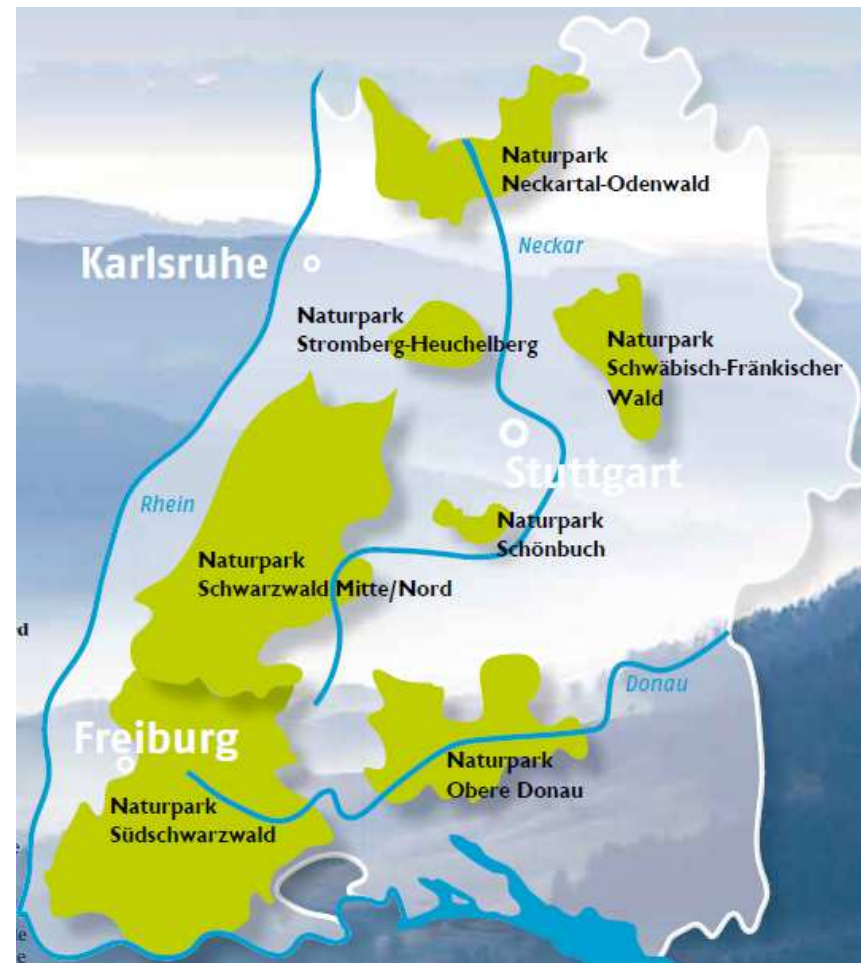 Naturpark
Neckartal-Odenwald
Neckar
Karlsruhe
Naturpark
Stromberg-Heuchelberg
Naturpark
Schwäbisch-Fränkischer
Wald
Stuttgart
Rhein
Naturpark
Schönbuch
Naturpark
Schwarzwald Mitte/Nord
d
Donau
Freiburg
Naturpark
Obere Donau
Naturpark
Südschwarzwald
e
e
e